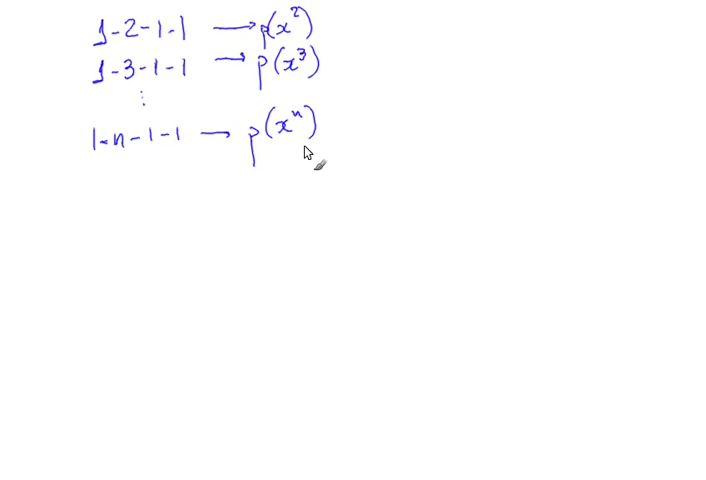 1-2-1-1 → p(x²)
1-3-1-1 → p(x³)
⋮
1-n-1-1 → p(xⁿ)